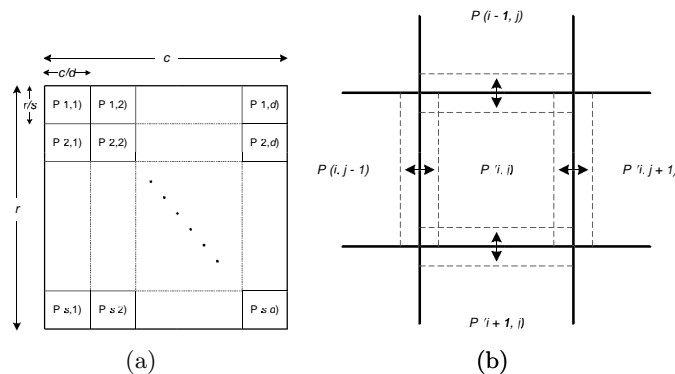 c
c/d
r/s
P 1,1) P 1,2) P 1,d)
P 2,1) P 2,2) P 2,d)
r
P s,1) P s 2) P s d)
(a)
P (i - 1, j)
P (i, j - 1) P 'i, j) P 'i, j + 1)
P 'i + 1, j)
(b)